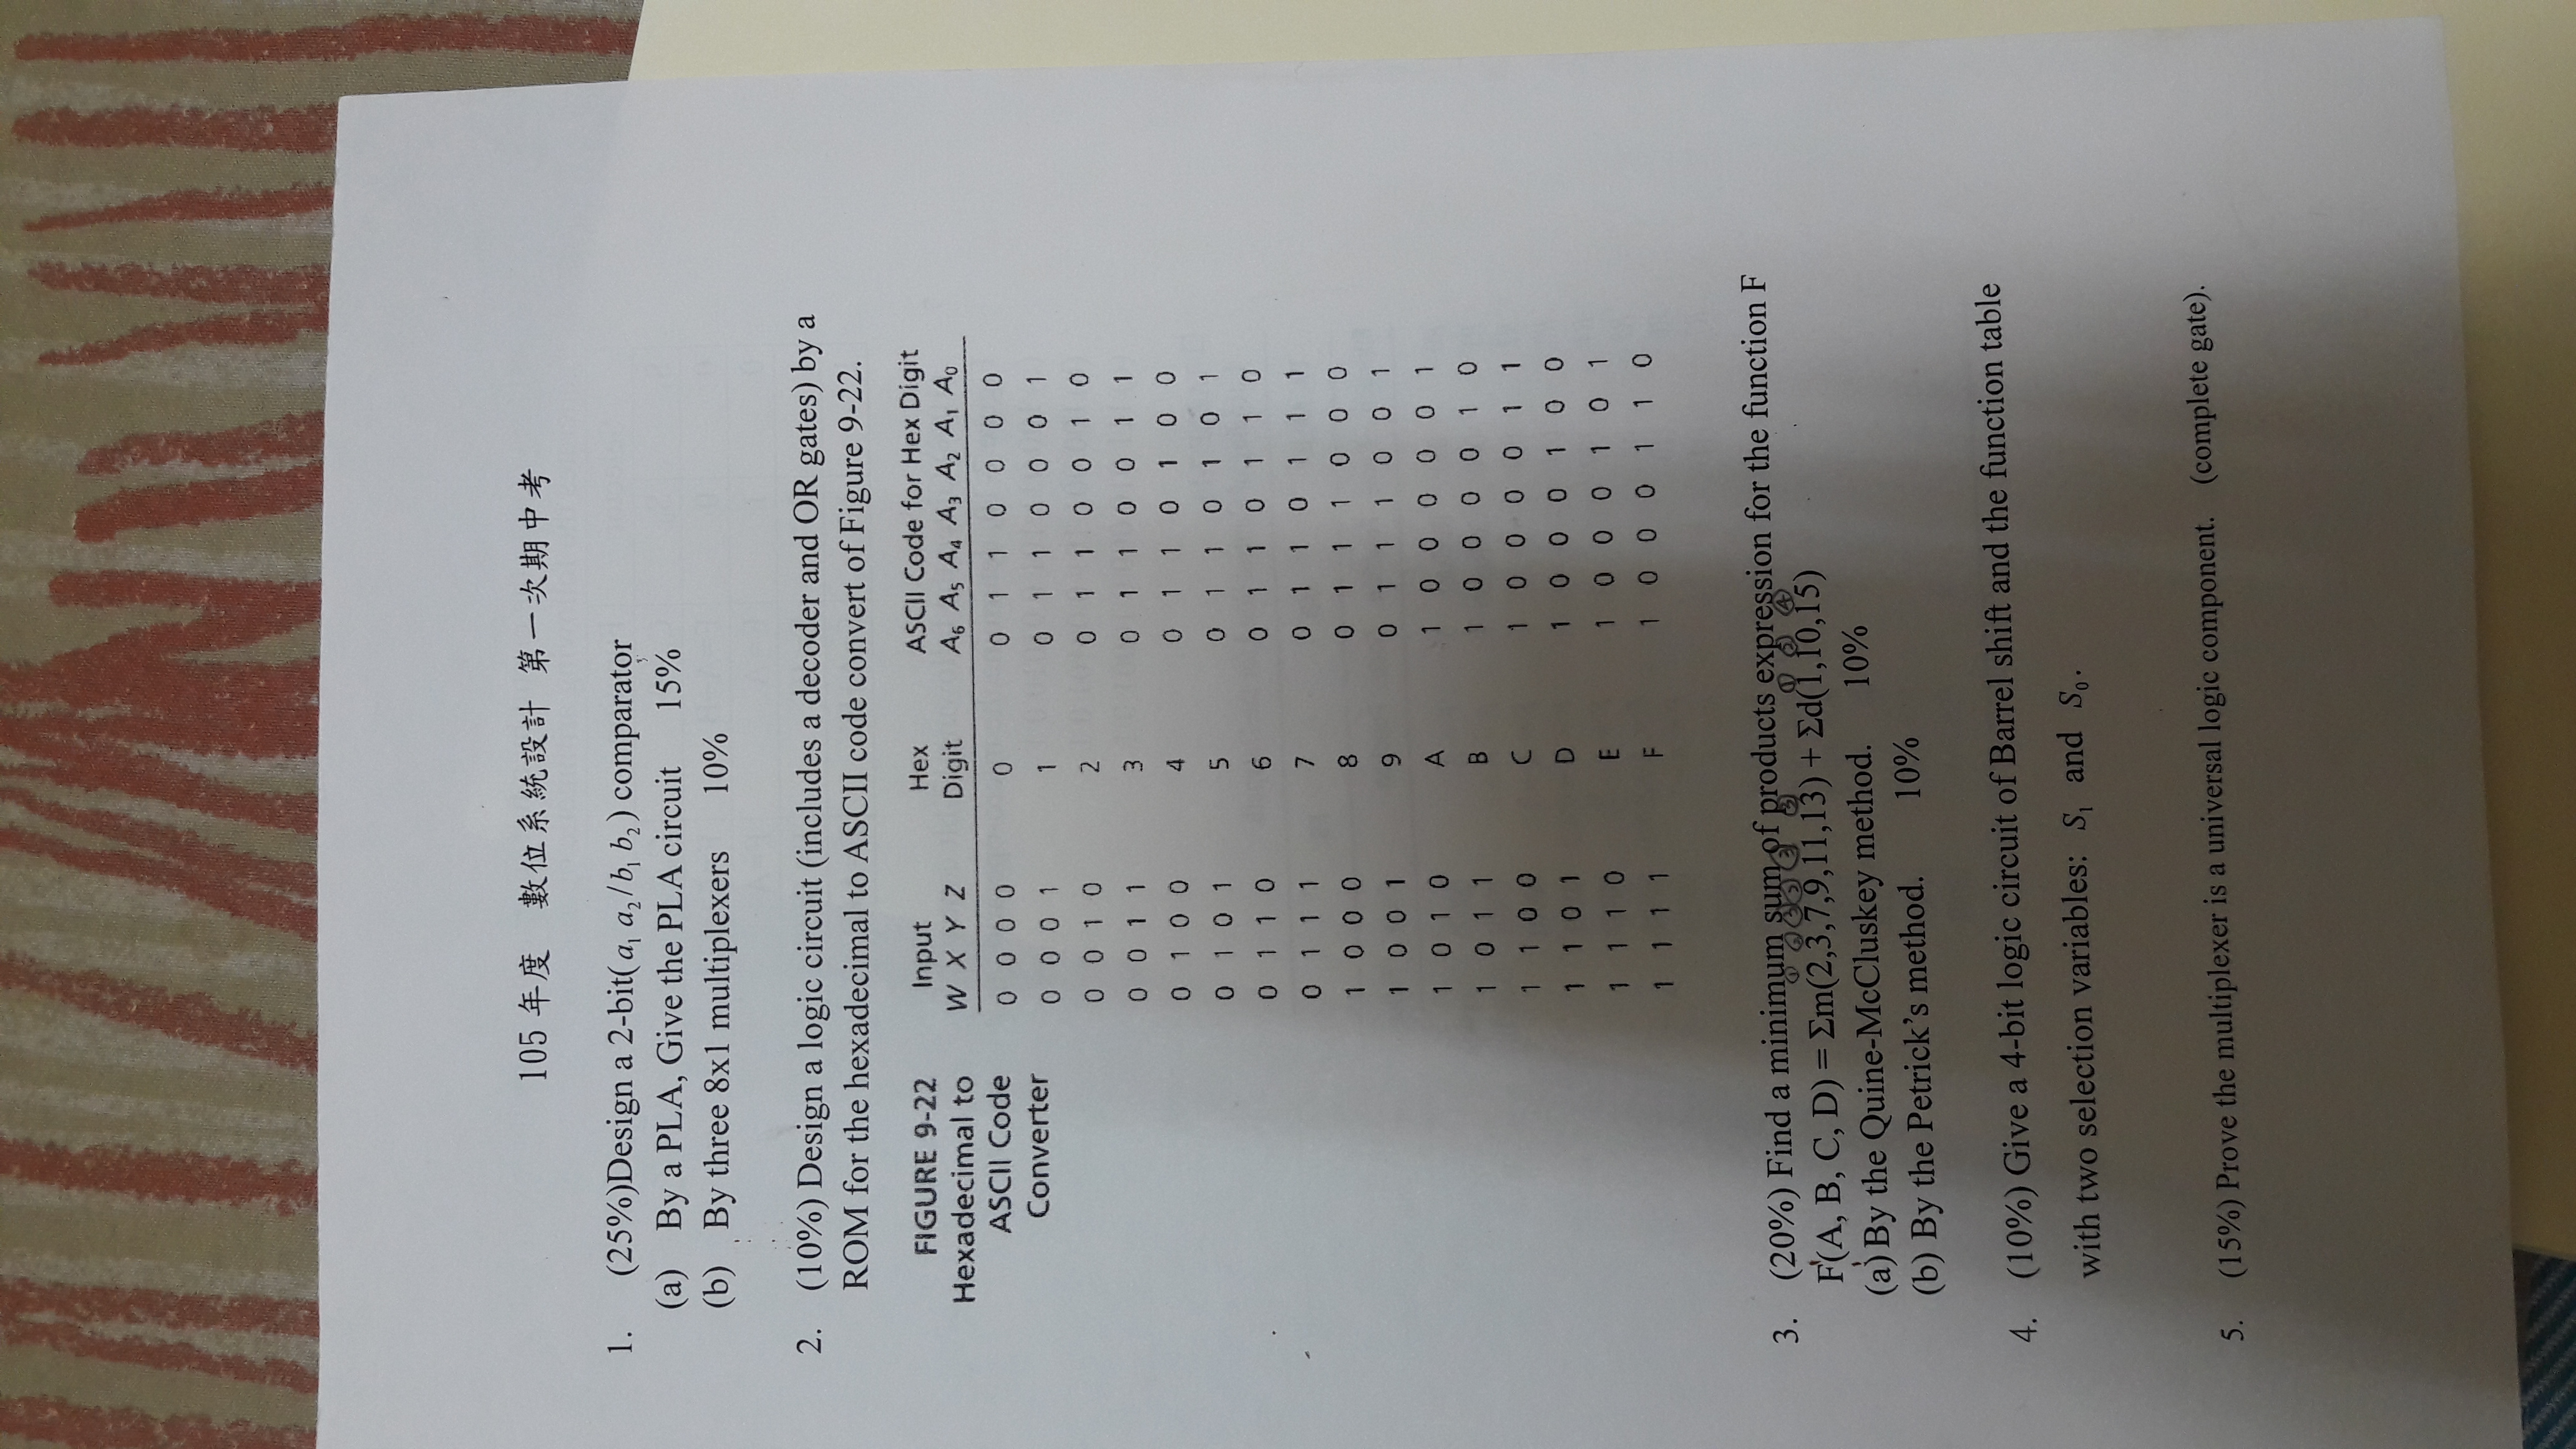 105 年度 數位系統設計 第一次期中考
1. (25%)Design a 2-bit( a₁ a₂/b₁ b₂ ) comparator
(a) By a PLA, Give the PLA circuit 15%
(b) By three 8x1 multiplexers 10%
2. (10%) Design a logic circuit (includes a decoder and OR gates) by a
ROM for the hexadecimal to ASCII code convert of Figure 9-22.
FIGURE 9-22
Hexadecimal to
ASCII Code
Converter
Input Hex ASCII Code for Hex Digit
W X Y Z Digit A₆ A₅ A₄ A₃ A₂ A₁ A₀
0 0 0 0 0 0 1 1 0 0 0 0
0 0 0 1 1 0 1 1 0 0 0 1
0 0 1 0 2 0 1 1 0 0 1 0
0 0 1 1 3 0 1 1 0 0 1 1
0 1 0 0 4 0 1 1 0 1 0 0
0 1 0 1 5 0 1 1 0 1 0 1
0 1 1 0 6 0 1 1 0 1 1 0
0 1 1 1 7 0 1 1 0 1 1 1
1 0 0 0 8 0 1 1 1 0 0 0
1 0 0 1 9 0 1 1 1 0 0 1
1 0 1 0 A 1 0 0 0 0 0 1
1 0 1 1 B 1 0 0 0 0 1 0
1 1 0 0 C 1 0 0 0 0 1 1
1 1 0 1 D 1 0 0 0 1 0 0
1 1 1 0 E 1 0 0 0 1 0 1
1 1 1 1 F 1 0 0 0 1 1 0
3. (20%) Find a minimum sum of products expression for the function F
F(A, B, C, D) = Σm(2,3,7,9,11,13) + Σd(1,10,15)
(a) By the Quine-McCluskey method. 10%
(b) By the Petrick's method. 10%
4. (10%) Give a 4-bit logic circuit of Barrel shift and the function table
with two selection variables: S₁ and S₀.
5. (15%) Prove the multiplexer is a universal logic component. (complete gate).